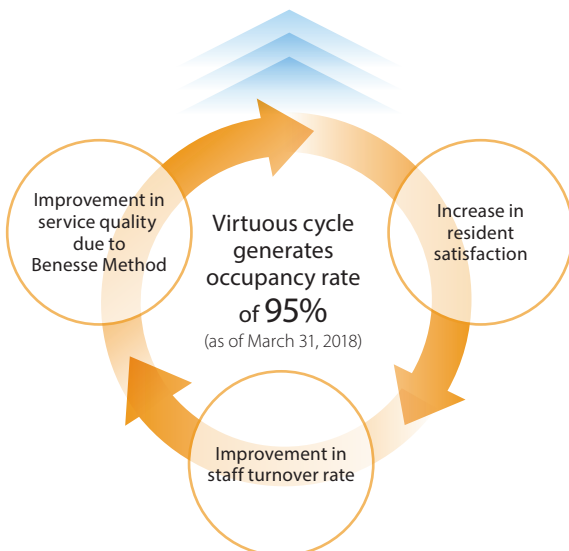 Improvement in
service quality
due to
Benesse Method
Virtuous cycle
generates
occupancy rate
of 95%
(as of March 31, 2018)
Increase in
resident
satisfaction
Improvement in
staff turnover rate